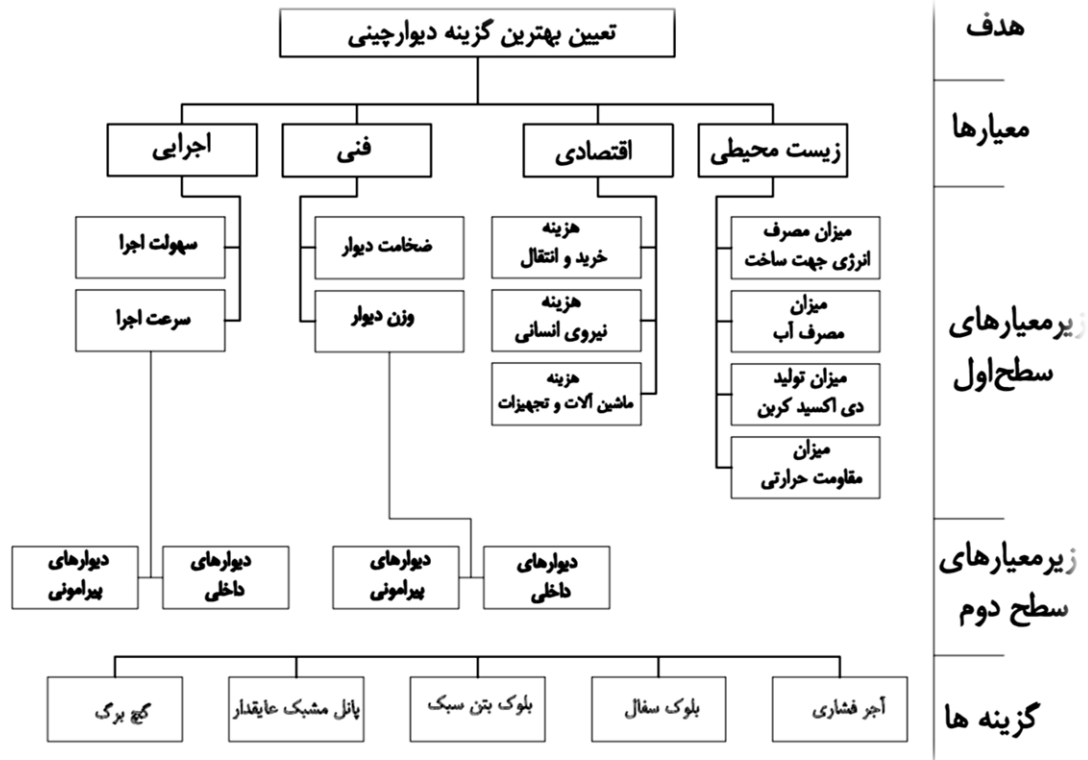 هدف
تعیین بهترین گزینه دیوارچینی
معیارها
زیست محیطی
اقتصادی
فنی
اجرایی
زیرمعیارهای
سطح اول
میزان مصرف
انرژی جهت ساخت
میزان
مصرف آب
میزان تولید
دی اکسید کربن
میزان
مقاومت حرارتی
هزینه
خرید و انتقال
هزینه
نیروی انسانی
هزینه
ماشین آلات و تجهیزات
ضخامت دیوار
وزن دیوار
سهولت اجرا
سرعت اجرا
زیرمعیارهای
سطح دوم
دیوارهای
داخلی
دیوارهای
پیرامونی
دیوارهای
داخلی
دیوارهای
پیرامونی
گزینه ها
آجر فشاری
بلوک سفال
بلوک بتن سبک
پانل مشبک عایقدار
گچ برگ